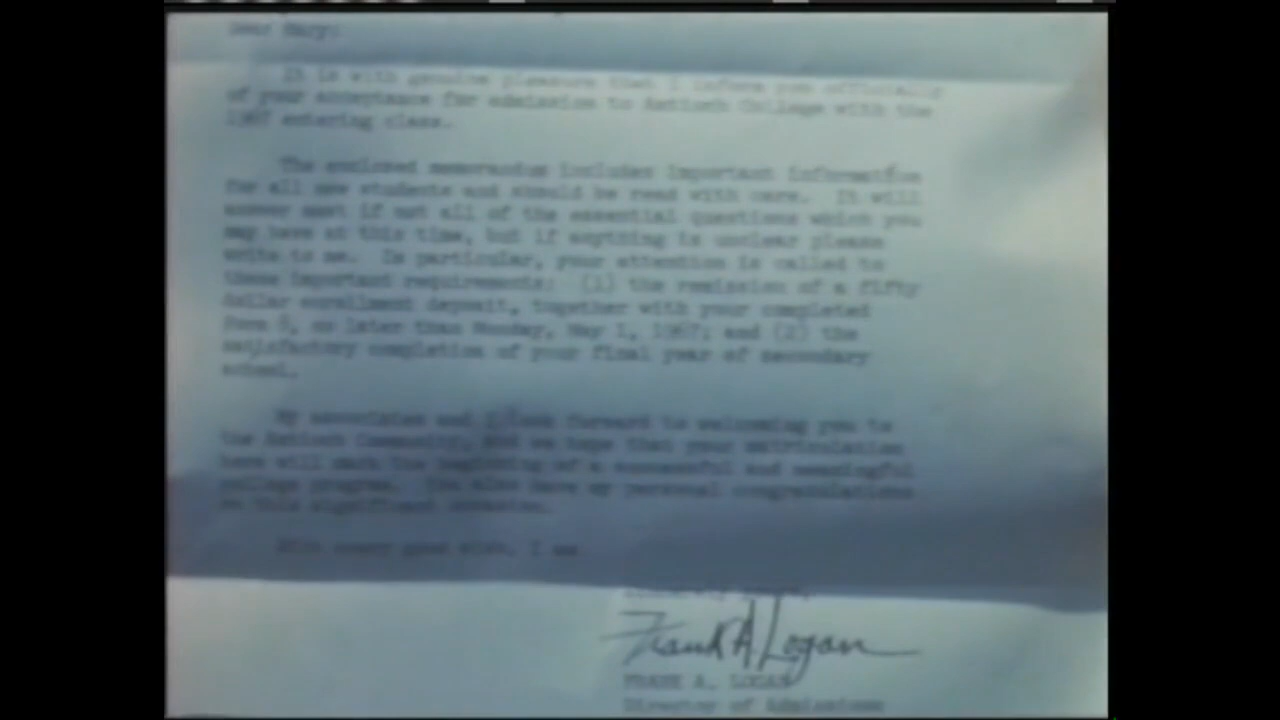 Dear Mary:
It is with genuine pleasure that I inform you officially
of your acceptance for admission to Antioch College with the
1967 entering class.
The enclosed memorandum includes important information
for all new students and should be read with care. It will
answer most if not all of the essential questions which you
may have at this time, but if anything is unclear please
write to me. In particular, your attention is called to
these important requirements: (1) the remission of a fifty
dollar enrollment deposit, together with your completed
no later than Monday, May 1, 1967; and (2) the
satisfactory completion of your final year of secondary
school.
My associates and I look forward to welcoming you to
the Antioch Community, and we hope that your matriculation
here will mark the beginning of a successful and meaningful
college program. You also have my personal congratulations
on this significant occasion.
With every good wish, I am
Frank A. Logan
FRANK A. LOGAN
Director of Admissions